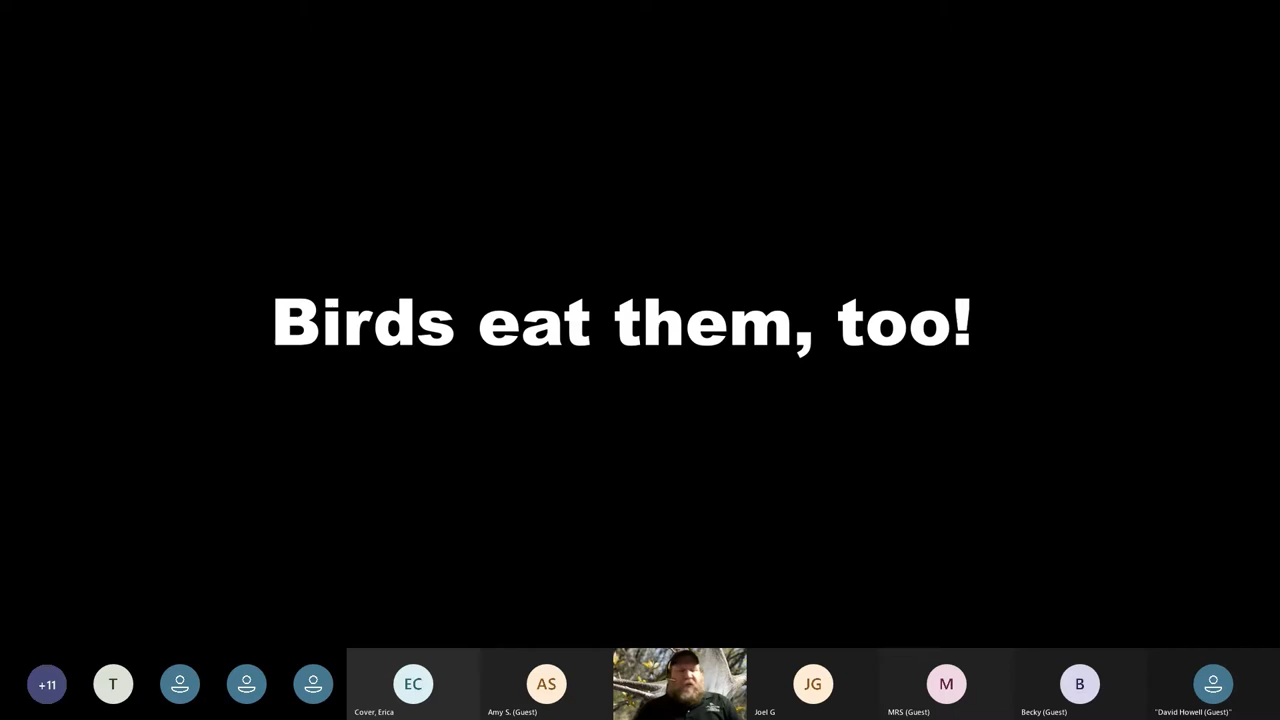 Birds eat them, too!
+11
T
EC
Cover, Erica
AS
Amy S. (Guest)
JG
Joel G
M
MRS (Guest)
B
Becky (Guest)
"David Howell (Guest)"